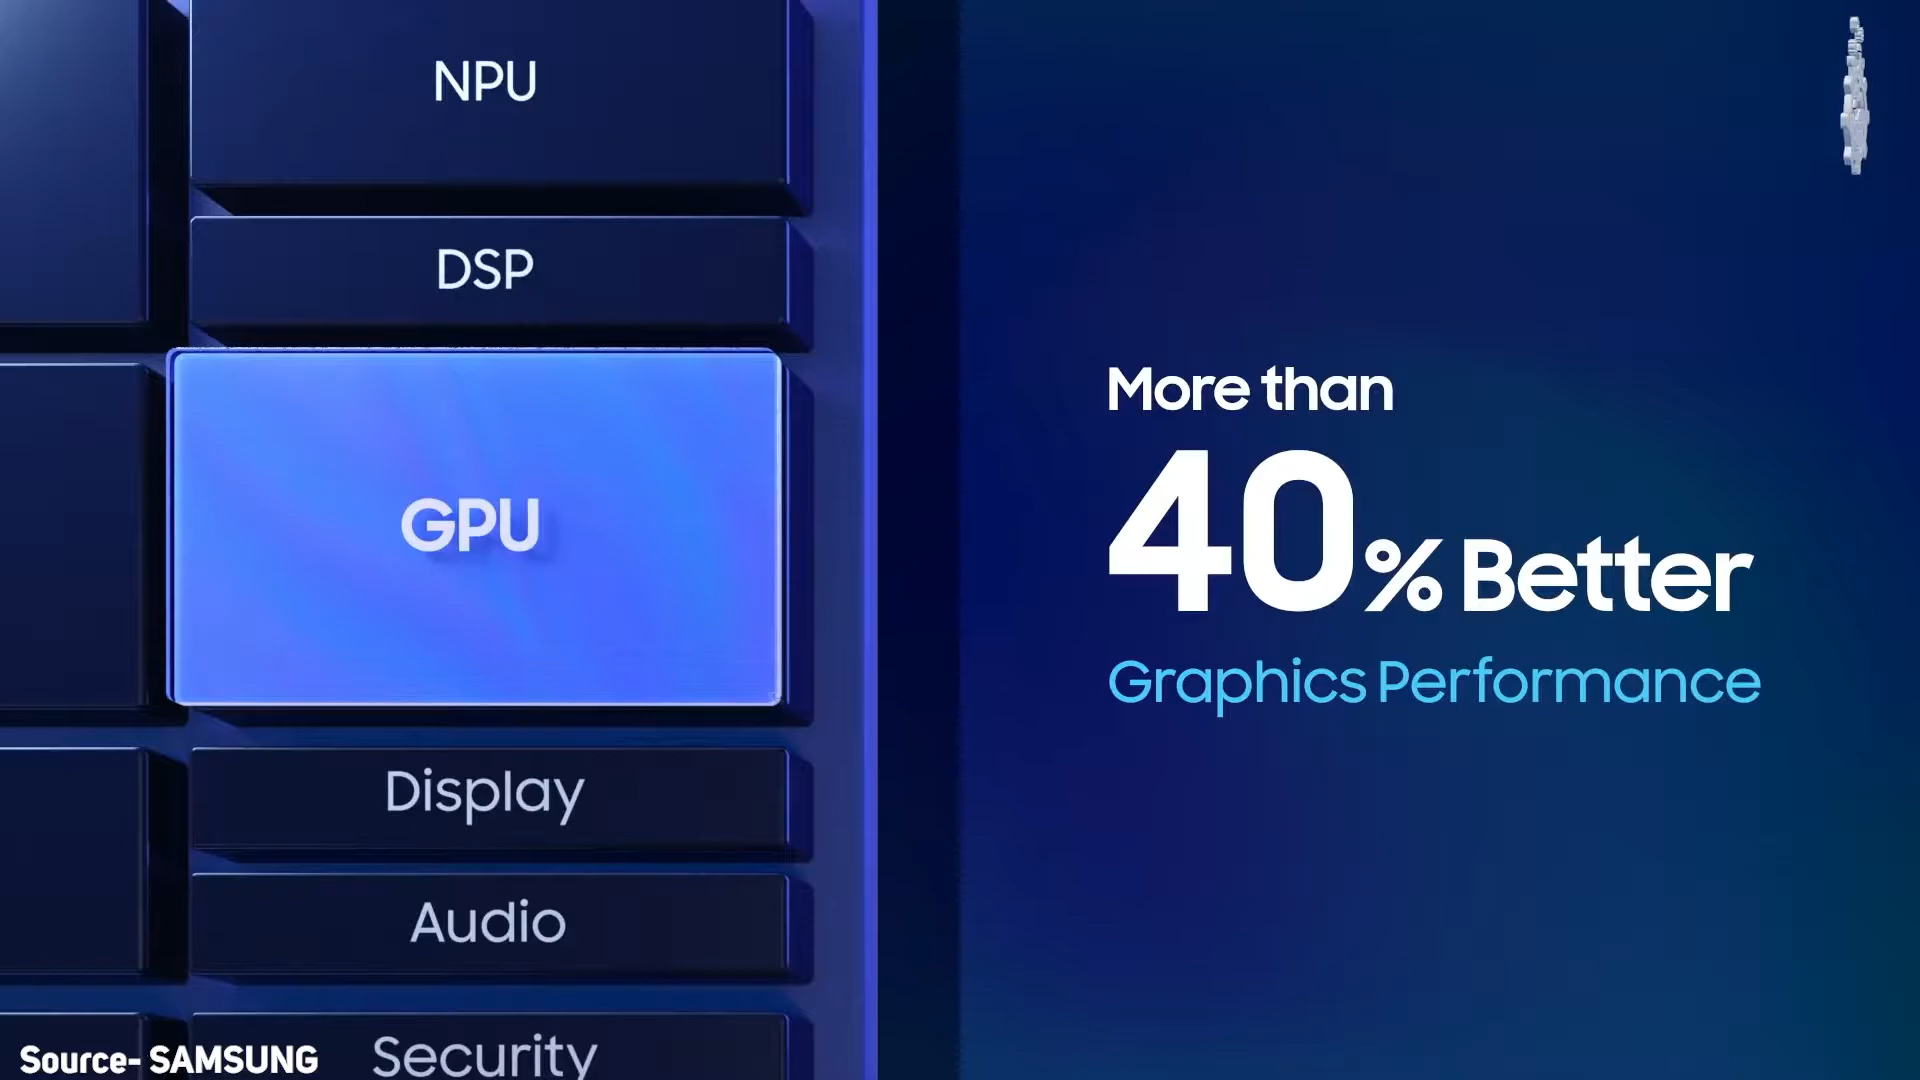 NPU
DSP
GPU
Display
Audio
Security
More than
40% Better
Graphics Performance
Source- SAMSUNG